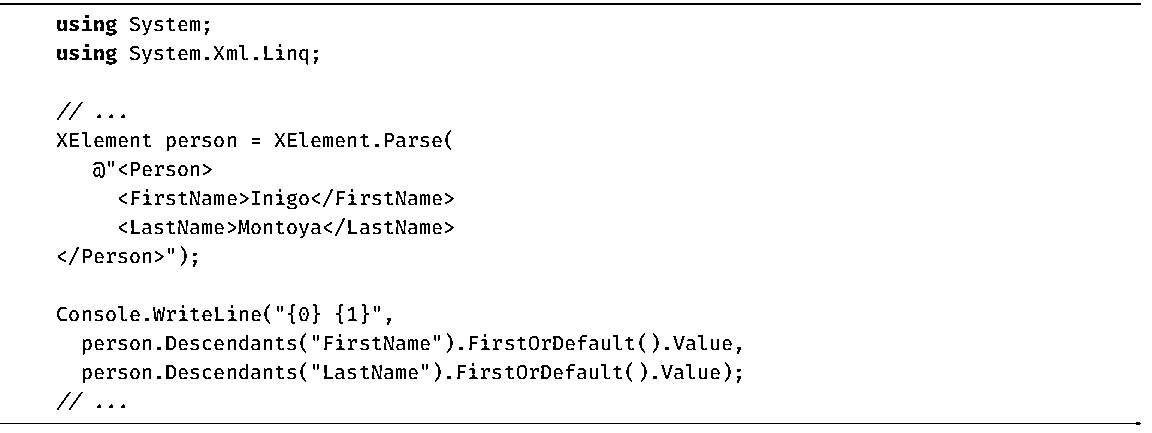 using System;
using System.Xml.Linq;

// ...
XElement person = XElement.Parse(
   @"<Person>
     <FirstName>Inigo</FirstName>
     <LastName>Montoya</LastName>
</Person>");

Console.WriteLine("{0} {1}",
  person.Descendants("FirstName").FirstOrDefault().Value,
  person.Descendants("LastName").FirstOrDefault().Value);
// ...